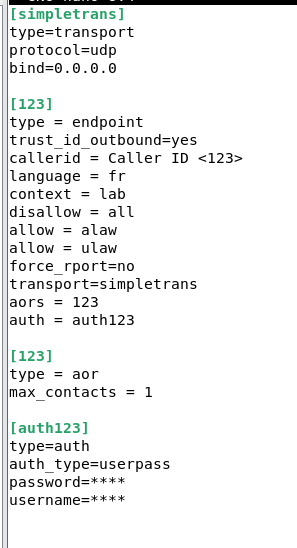 [simpletrans]
type=transport
protocol=udp
bind=0.0.0.0
[123]
type = endpoint
trust_id_outbound=yes
callerid = Caller ID <123>
language = fr
context = lab
disallow = all
allow = alaw
allow = ulaw
force_rport=no
transport=simpletrans
aors = 123
auth = auth123
[123]
type = aor
max_contacts = 1
[auth123]
type=auth
auth_type=userpass
password=****
username=****